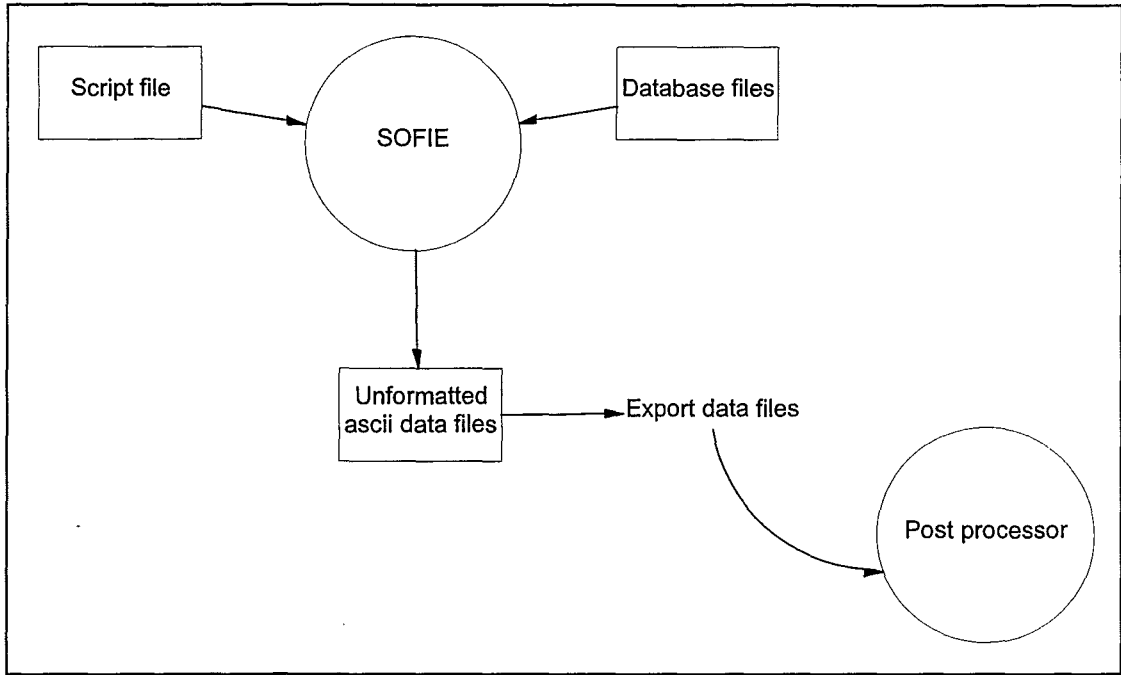 Script file
SOFIE
Database files
Unformatted
ascii data files
Export data files
Post processor